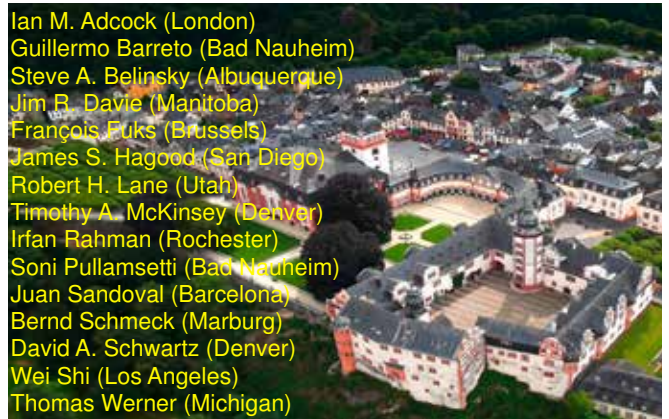 Ian M. Adcock (London)
Guillermo Barreto (Bad Nauheim)
Steve A. Belinsky (Albuquerque)
Jim R. Davie (Manitoba)
François Fuks (Brussels)
James S. Hagood (San Diego)
Robert H. Lane (Utah)
Timothy A. McKinsey (Denver)
Irfan Rahman (Rochester)
Soni Pullamsetti (Bad Nauheim)
Juan Sandoval (Barcelona)
Bernd Schmeck (Marburg)
David A. Schwartz (Denver)
Wei Shi (Los Angeles)
Thomas Werner (Michigan)